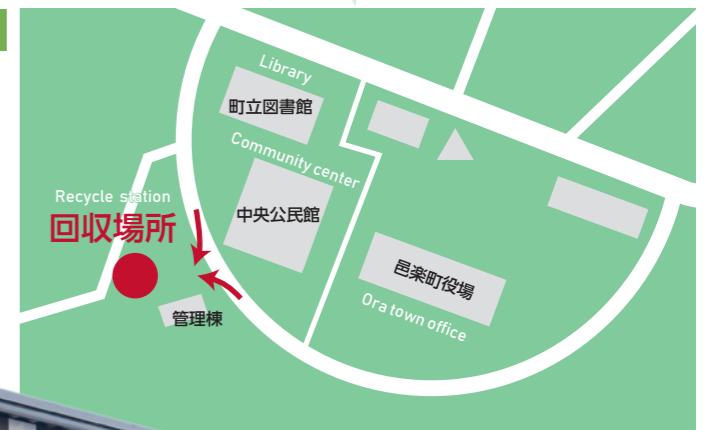 Library
町立図書館
Community center
中央公民館
Recycle station
回収場所
管理棟
邑楽町役場
Ora town office